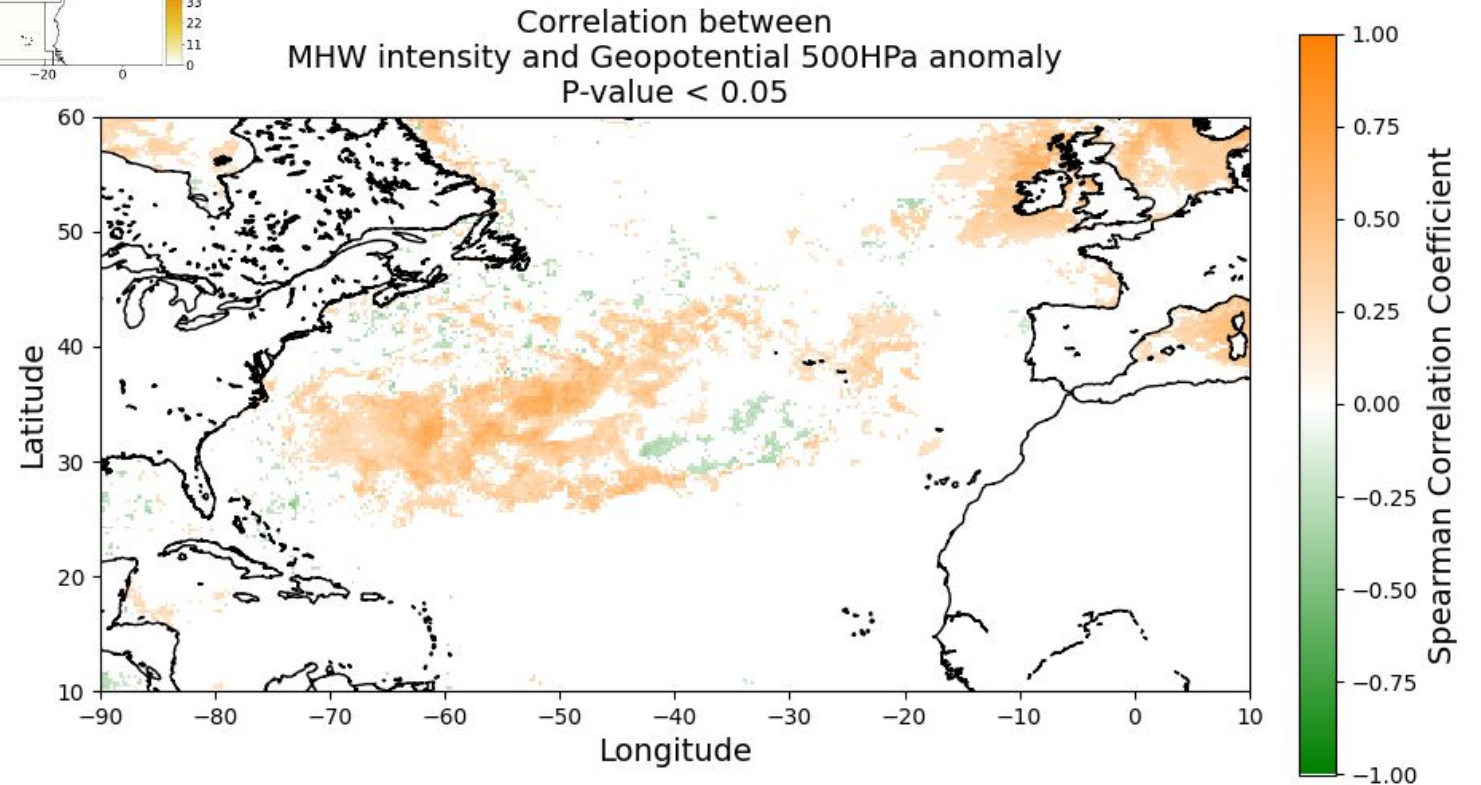 33
22
11
0
−20 0
Correlation between
MHW intensity and Geopotential 500HPa anomaly
P-value < 0.05
60
50
40
30
20
10
Latitude
−90 −80 −70 −60 −50 −40 −30 −20 −10 0 10
Longitude
1.00
0.75
0.50
0.25
0.00
−0.25
−0.50
−0.75
−1.00
Spearman Correlation Coefficient